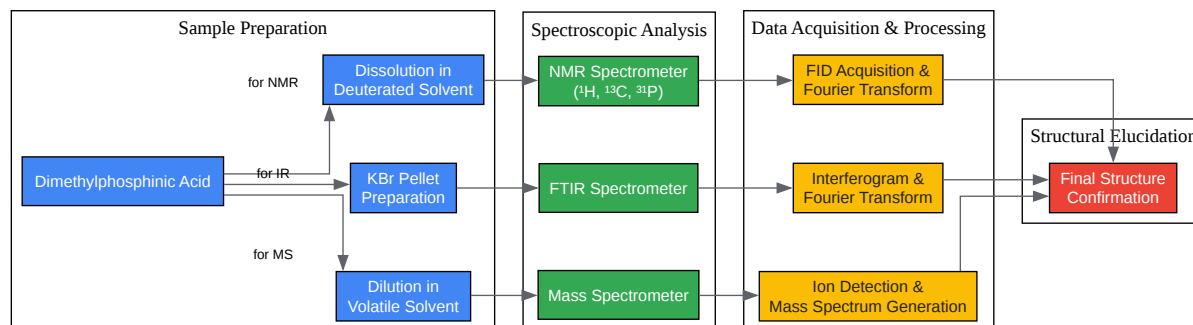 Sample Preparation
Spectroscopic Analysis
Data Acquisition & Processing
Structural Elucidation
for NMR
Dissolution in
Deuterated Solvent
NMR Spectrometer
(¹H, ¹³C, ³¹P)
FID Acquisition &
Fourier Transform
Dimethylphosphinic Acid
for IR
KBr Pellet
Preparation
FTIR Spectrometer
Interferogram &
Fourier Transform
Final Structure
Confirmation
for MS
Dilution in
Volatile Solvent
Mass Spectrometer
Ion Detection &
Mass Spectrum Generation